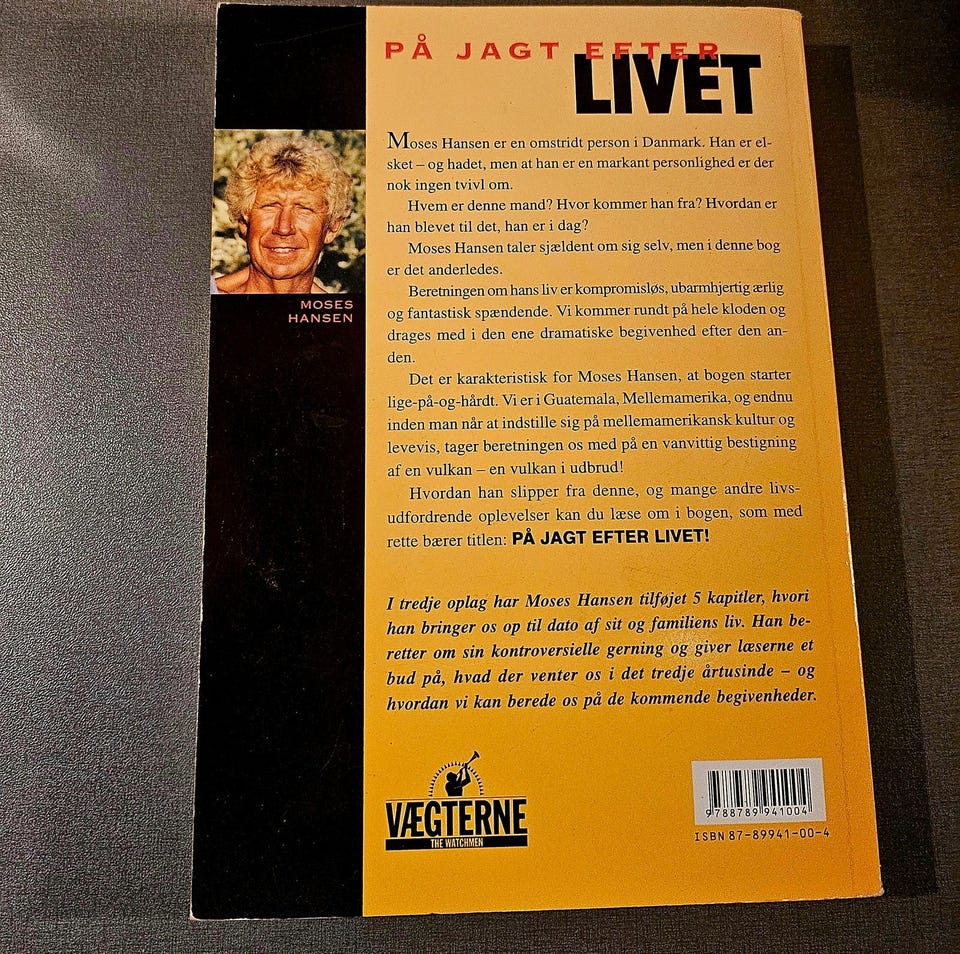 PÅ JAGT EFTER
LIVET
MOSES
HANSEN
Moses Hansen er en omstridt person i Danmark. Han er el-
sket – og hadet, men at han er en markant personlighed er der
nok ingen tvivl om.
Hvem er denne mand? Hvor kommer han fra? Hvordan er
han blevet til det, han er i dag?
Moses Hansen taler sjældent om sig selv, men i denne bog
er det anderledes.
Beretningen om hans liv er kompromisløs, ubarmhjertig ærlig
og fantastisk spændende. Vi kommer rundt på hele kloden og
drages med i den ene dramatiske begivenhed efter den an-
den.
Det er karakteristisk for Moses Hansen, at bogen starter
lige-på-og-hårdt. Vi er i Guatemala, Mellemamerika, og endnu
inden man når at indstille sig på mellemamerikansk kultur og
levevis, tager beretningen os med på en vanvittig bestigning
af en vulkan – en vulkan i udbrud!
Hvordan han slipper fra denne, og mange andre livs-
udfordrende oplevelser kan du læse om i bogen, som med
rette bærer titlen: PÅ JAGT EFTER LIVET!
I tredje oplag har Moses Hansen tilføjet 5 kapitler, hvori
han bringer os op til dato af sit og familiens liv. Han be-
retter om sin kontroversielle gerning og giver læserne et
bud på, hvad der venter os i det tredje årtusinde – og
hvordan vi kan berede os på de kommende begivenheder.
VÆGTERNE
THE WATCHMEN
9788789941004
ISBN 87-89941-00-4